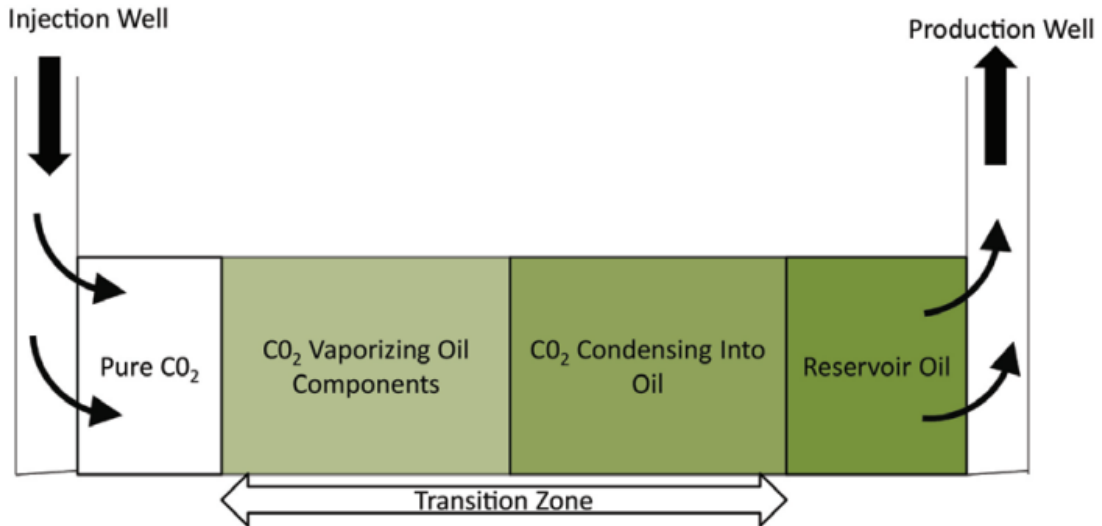 Injection Well
Production Well
Pure C0₂
C0₂ Vaporizing Oil
Components
C0₂ Condensing Into
Oil
Reservoir Oil
Transition Zone